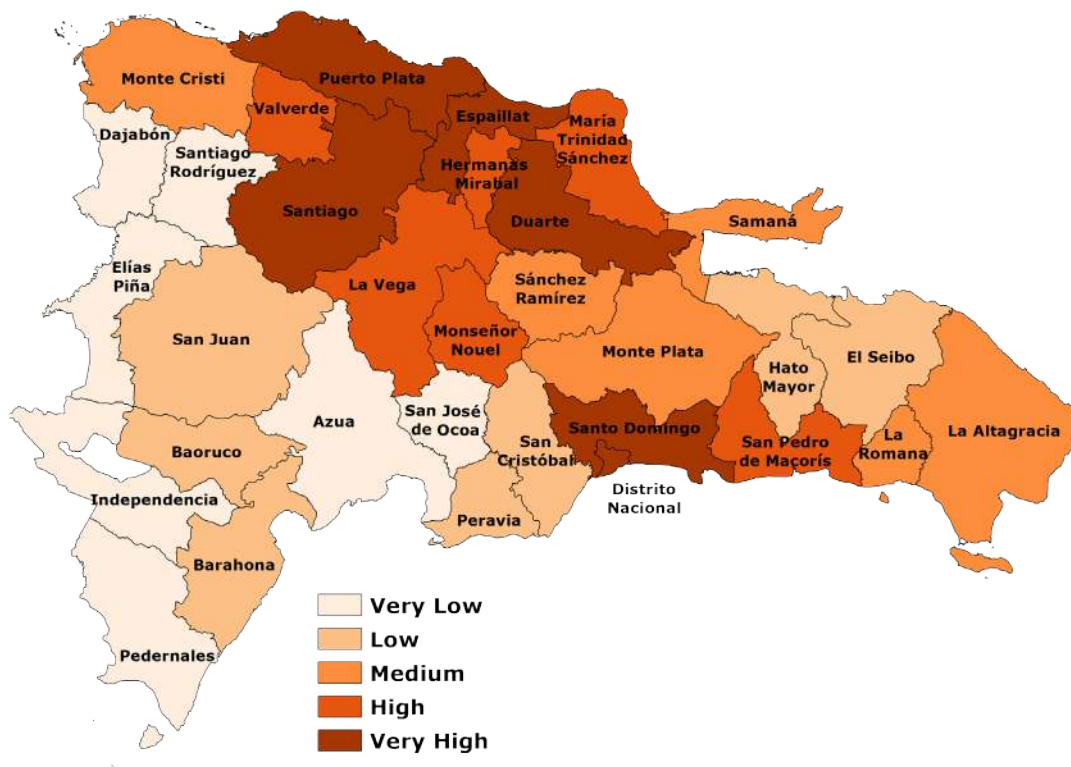 Monte Cristi
Puerto Plata
Valverde
Espaillat
María
Trinidad
Sánchez
Dajabón
Santiago
Rodríguez
Hermanas
Mirabal
Santiago
Duarte
Samaná
Elías
Piña
La Vega
Sánchez
Ramírez
San Juan
Monseñor
Nouel
Monte Plata
El Seibo
Hato
Mayor
Azua
San José
de Ocoa
Santo Domingo
La Altagracia
La
Romana
San Pedro
de Macorís
San
Cristóbal
Baoruco
Independencia
Distrito
Nacional
Peravia
Barahona
Pedernales
Very Low
Low
Medium
High
Very High